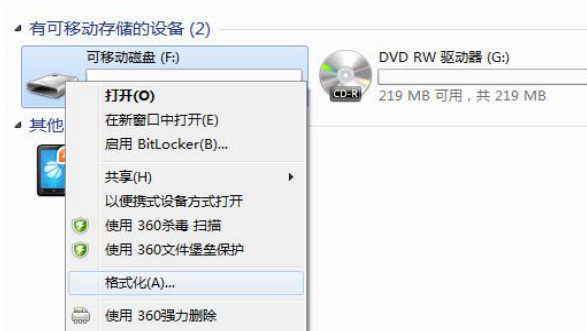 有可移动存储的设备 (2)
可移动磁盘 (F:)
DVD RW 驱动器 (G:)
CD-R
219 MB 可用，共 219 MB
打开(O)
在新窗口中打开(E)
启用 BitLocker(B)...
其他
共享(H)
以便携式设备方式打开
使用 360杀毒 扫描
使用 360文件堡垒保护
格式化(A)...
使用 360强力删除